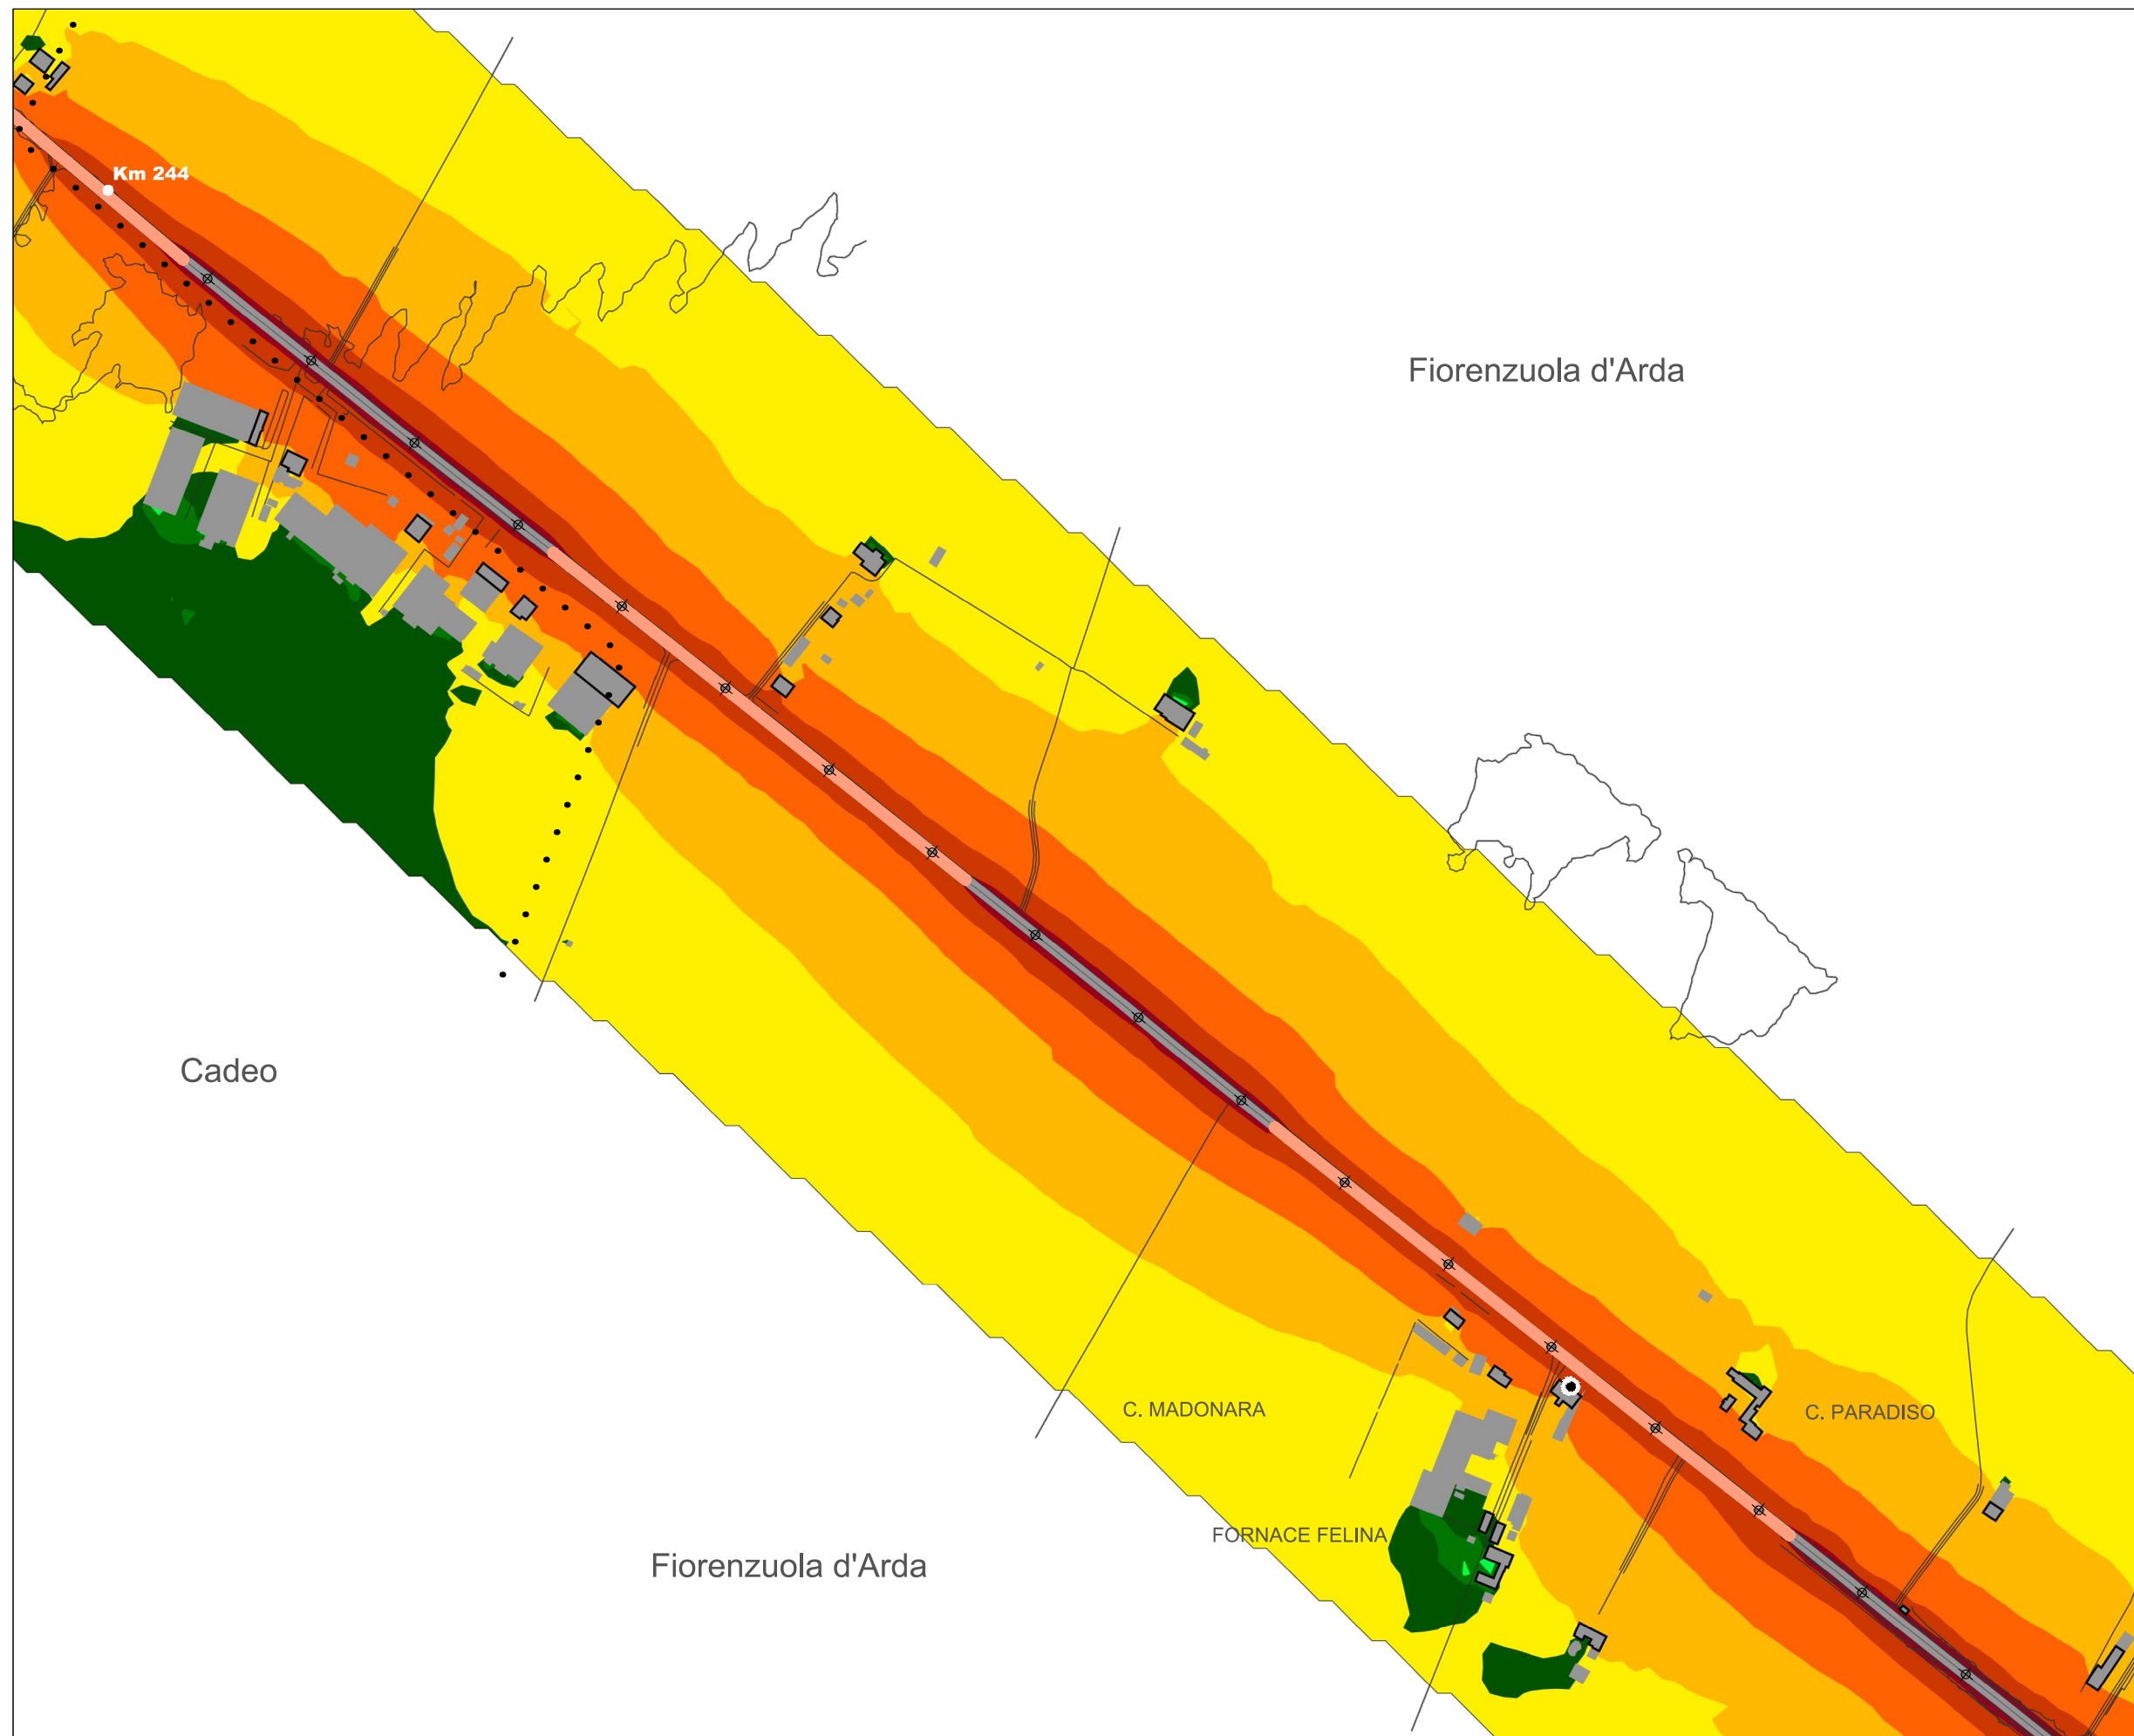 Km 244
Fiorenzuola d'Arda
Cadeo
C. MADONARA
C. PARADISO
FORNACE FELINA
Fiorenzuola d'Arda